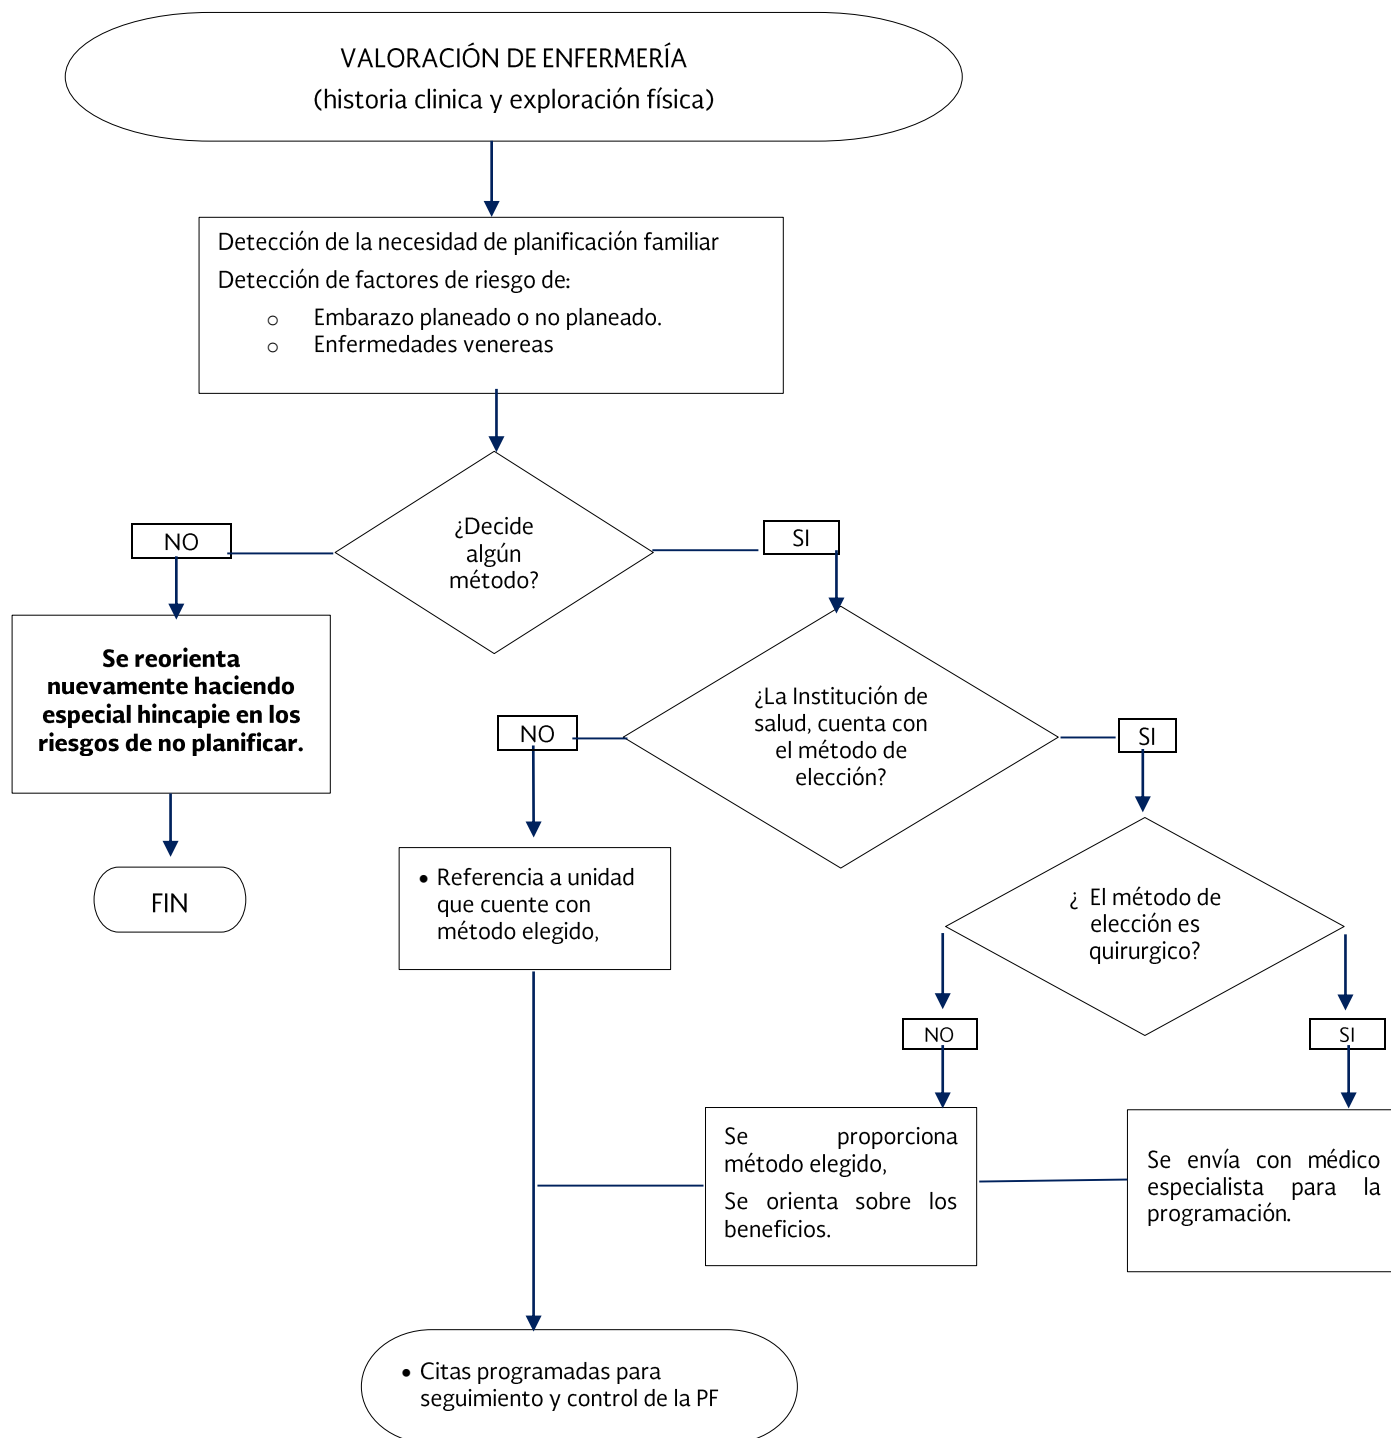 VALORACIÓN DE ENFERMERÍA
(historia clinica y exploración física)
Detección de la necesidad de planificación familiar
Detección de factores de riesgo de:
o Embarazo planeado o no planeado.
o Enfermedades venereas
¿Decide
algún
método?
NO
SI
Se reorienta
nuevamente haciendo
especial hincapie en los
riesgos de no planificar.
FIN
¿La Institución de
salud, cuenta con
el método de
elección?
NO
SI
• Referencia a unidad
que cuente con
método elegido,
¿ El método de
elección es
quirurgico?
NO
SI
Se proporciona
método elegido,
Se orienta sobre los
beneficios.
Se envía con médico
especialista para la
programación.
• Citas programadas para
seguimiento y control de la PF